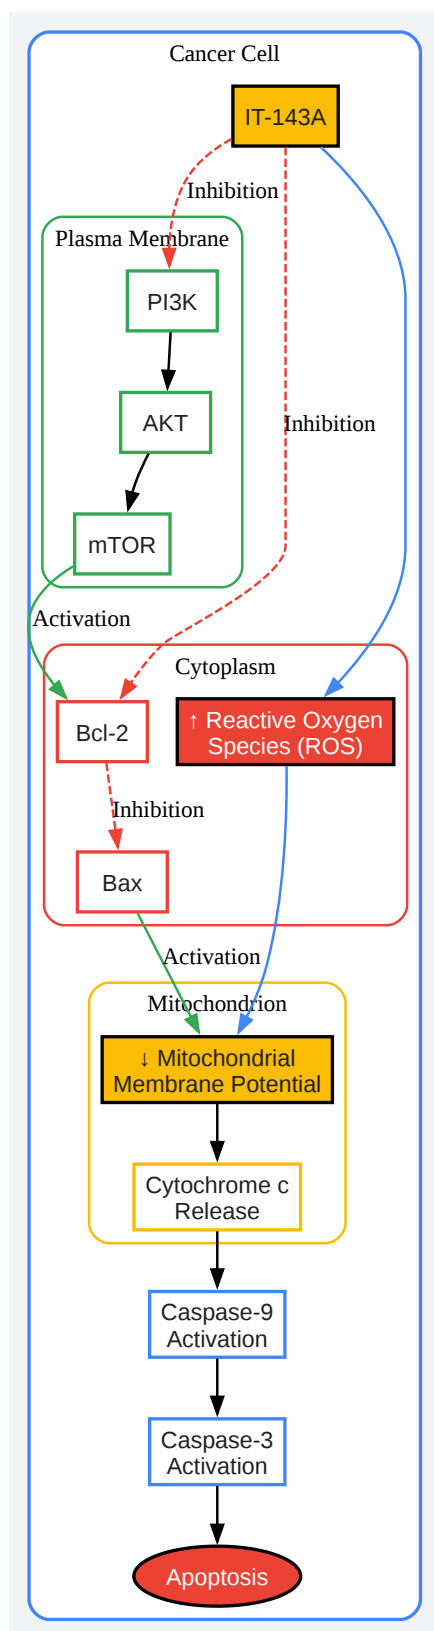 Cancer Cell
IT-143A
Inhibition
Plasma Membrane
PI3K
AKT
Inhibition
mTOR
Activation
Cytoplasm
Bcl-2
↑ Reactive Oxygen
Species (ROS)
Inhibition
Bax
Activation
Mitochondrion
↓ Mitochondrial
Membrane Potential
Cytochrome c
Release
Caspase-9
Activation
Caspase-3
Activation
Apoptosis